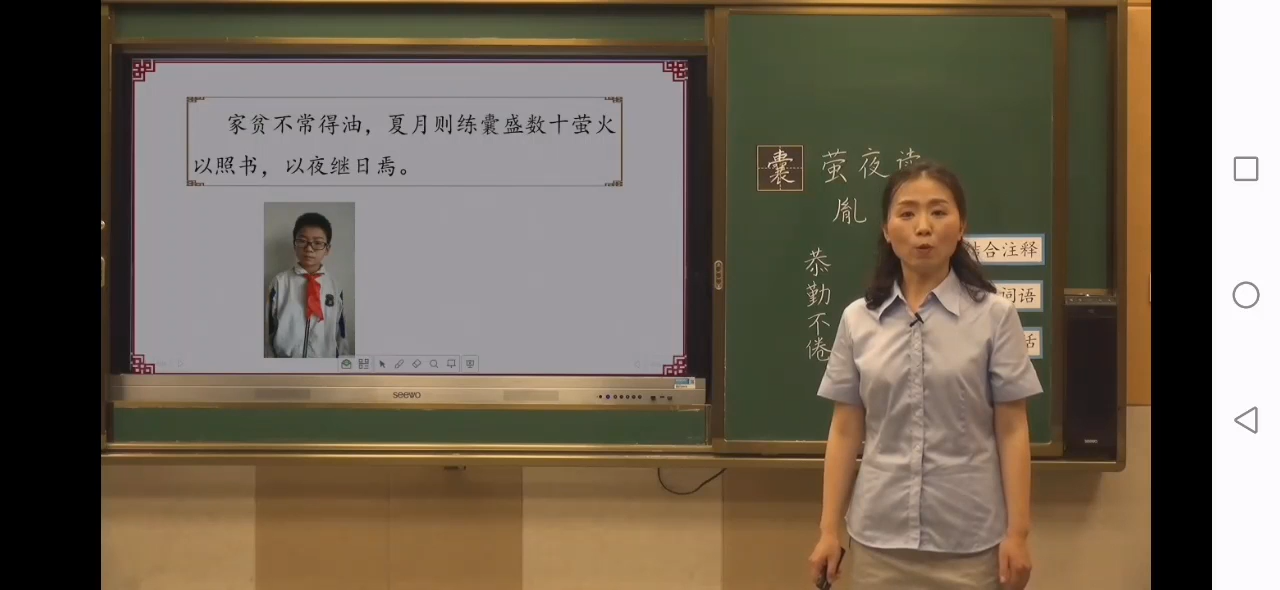 家贫不常得油，夏月则练囊盛数十萤火
以照书，以夜继日焉。
seewo
囊
萤夜读
胤
恭
勤
不
倦
结合注释
词语
话